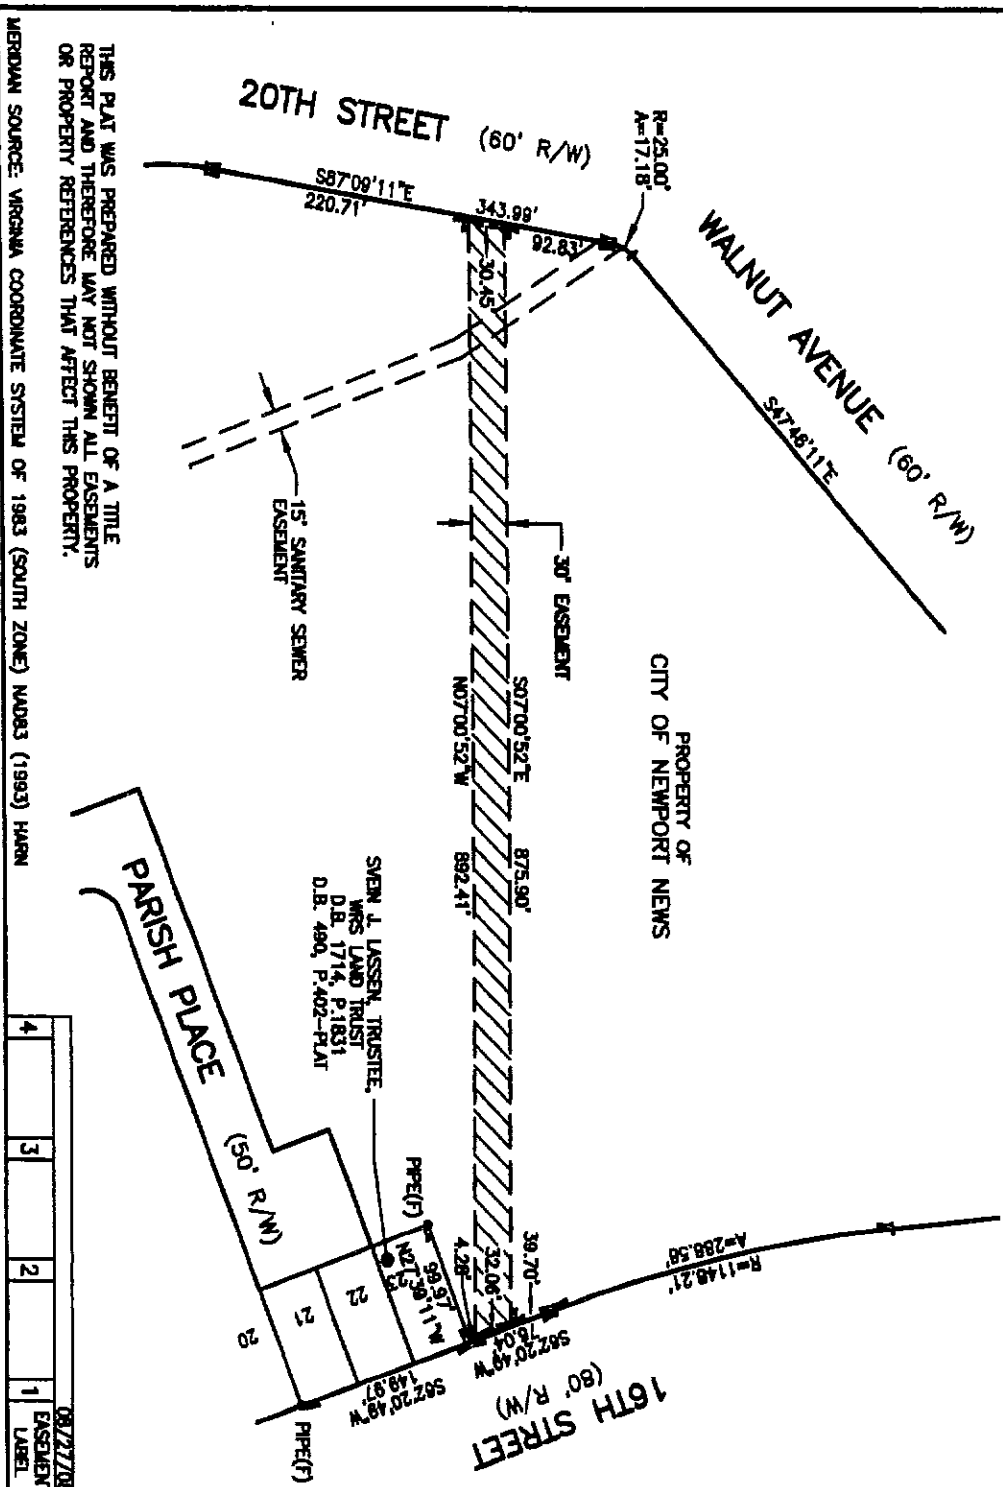 THIS PLAT WAS PREPARED WITHOUT BENEFIT OF A TITLE
REPORT AND THEREFORE MAY NOT SHOWN ALL EASEMENTS
OR PROPERTY REFERENCES THAT AFFECT THIS PROPERTY.
MERIDIAN SOURCE: VIRGINIA COORDINATE SYSTEM OF 1983 (SOUTH ZONE) NAD83 (1993) HARN
20TH STREET (60' R/W)
S87°09'11"E
220.71'
343.99'
92.83'
30.45'
R=25.00'
A=17.18'
WALNUT AVENUE (60' R/W)
S47°46'11"E
15' SANITARY SEWER
EASEMENT
30' EASEMENT
PROPERTY OF
CITY OF NEWPORT NEWS
S07°00'52"E 875.90'
N07°00'52"W 892.41'
SVEIN J. LASSEN, TRUSTEE,
WRS LAND TRUST
D.B. 1714, P.1831
D.B. 490, P.402-PLAT
PARISH PLACE (50' R/W)
PIPE(F)
99.97'
N27°39'11"W
23
22
21
20
4.28'
32.06'
39.70'
A=288.58'
R=1148.21'
S62°20'49"W
76.04'
S62°20'49"W
149.97'
16TH STREET
(80' R/W)
PIPE(F)
4
3
2
1
EASEMEN
LABEL